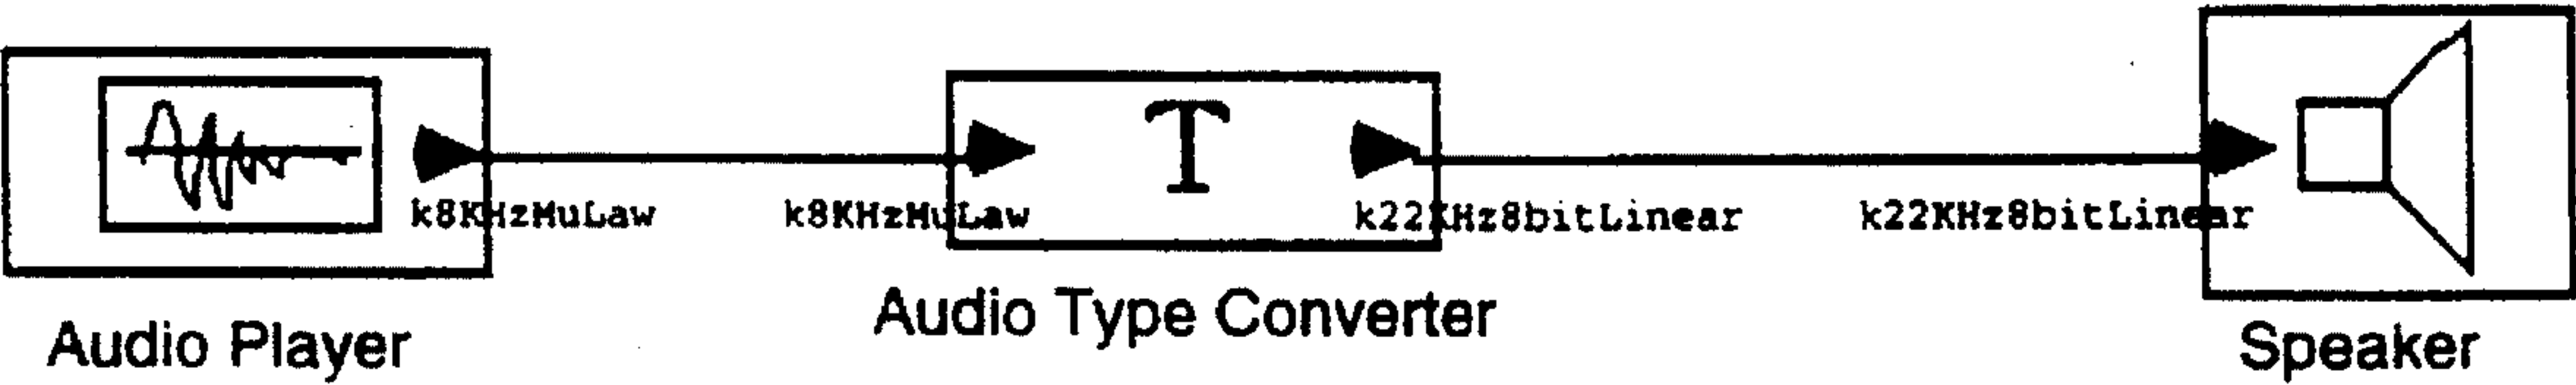 T
k8KHzMuLaw
k8KHzMuLaw
k22KHz8bitLinear
k22KHz8bitLinear
Audio Player
Audio Type Converter
Speaker